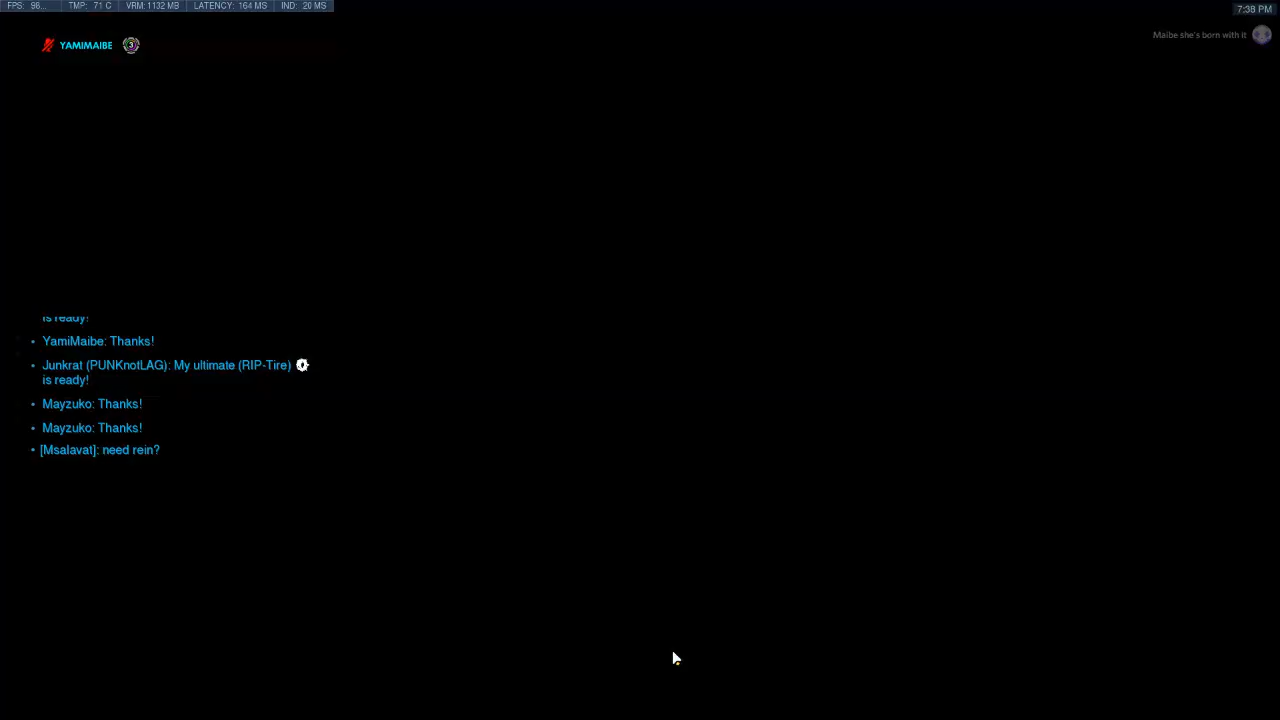 FPS: 96... TMP: 71 C VRM: 1132 MB LATENCY: 164 MS IND: 20 MS
7:38 PM
Maibe she's born with it
YAMIMAIBE 3
is ready!
• YamiMaibe: Thanks!
• Junkrat (PUNKnotLAG): My ultimate (RIP-Tire)
is ready!
• Mayzuko: Thanks!
• Mayzuko: Thanks!
• [Msalavat]: need rein?